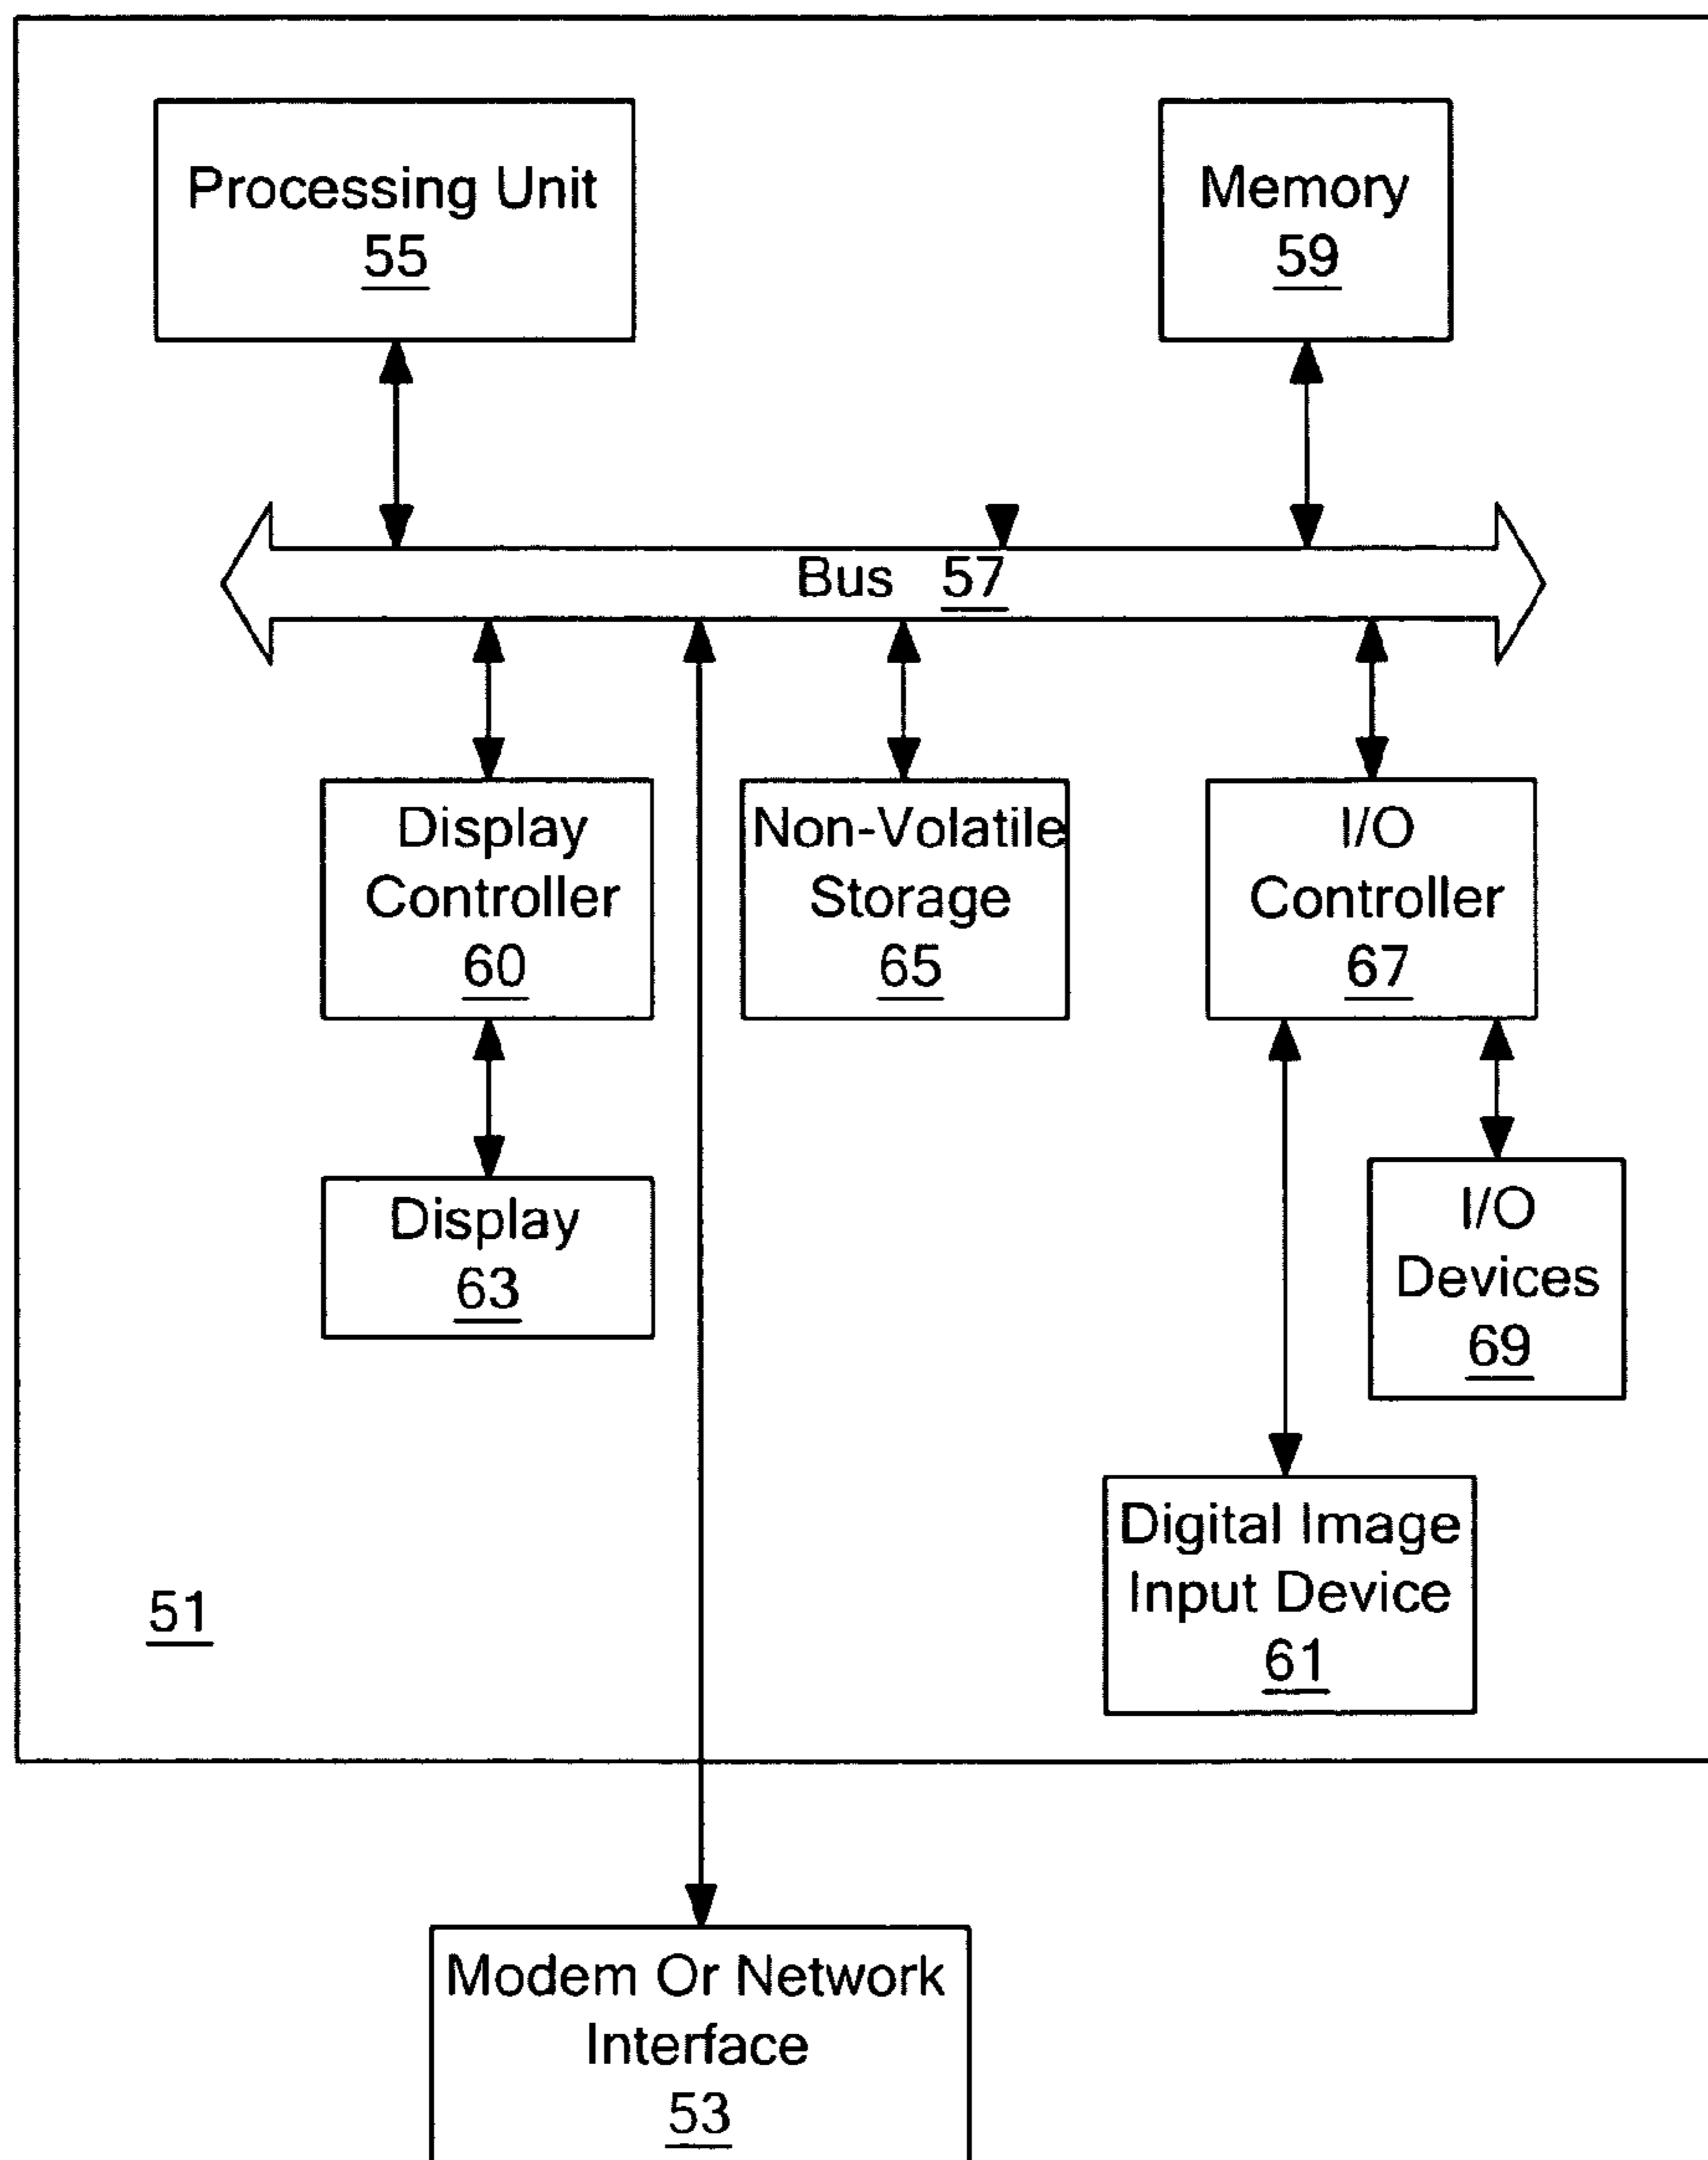 Processing Unit
55
Memory
59
Bus 57
Display
Controller
60
Non-Volatile
Storage
65
I/O
Controller
67
Display
63
I/O
Devices
69
Digital Image
Input Device
61
51
Modem Or Network
Interface
53